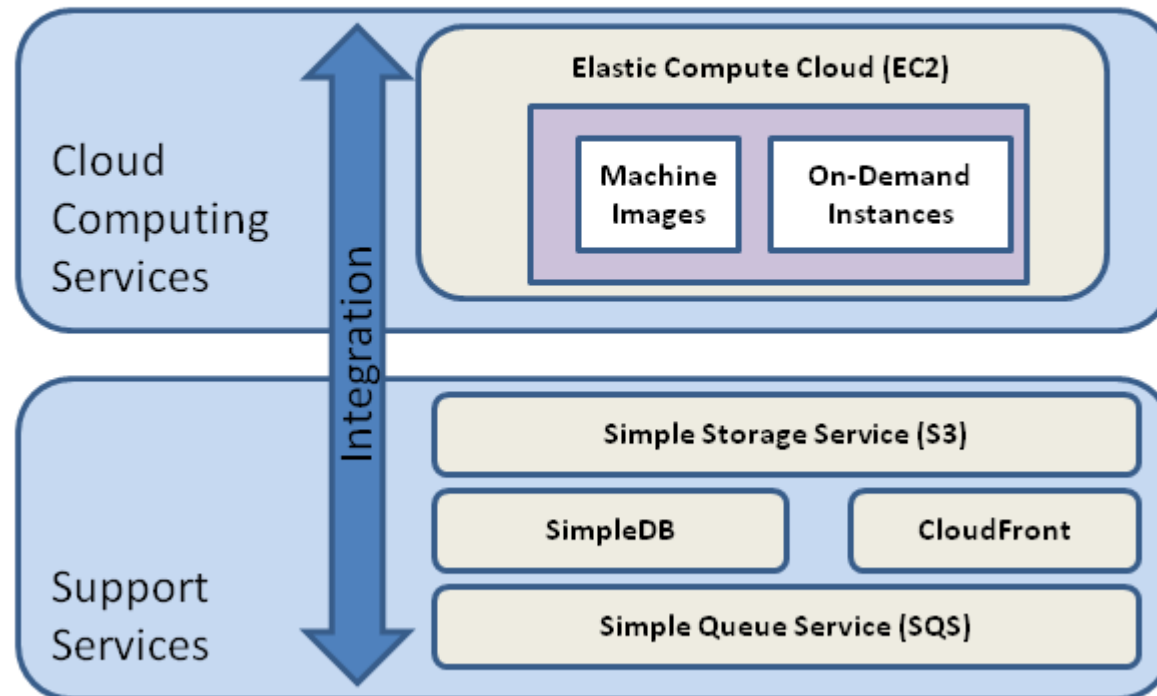 Elastic Compute Cloud (EC2)
Machine
Images
On-Demand
Instances
Cloud
Computing
Services
Integration
Simple Storage Service (S3)
SimpleDB
CloudFront
Simple Queue Service (SQS)
Support
Services